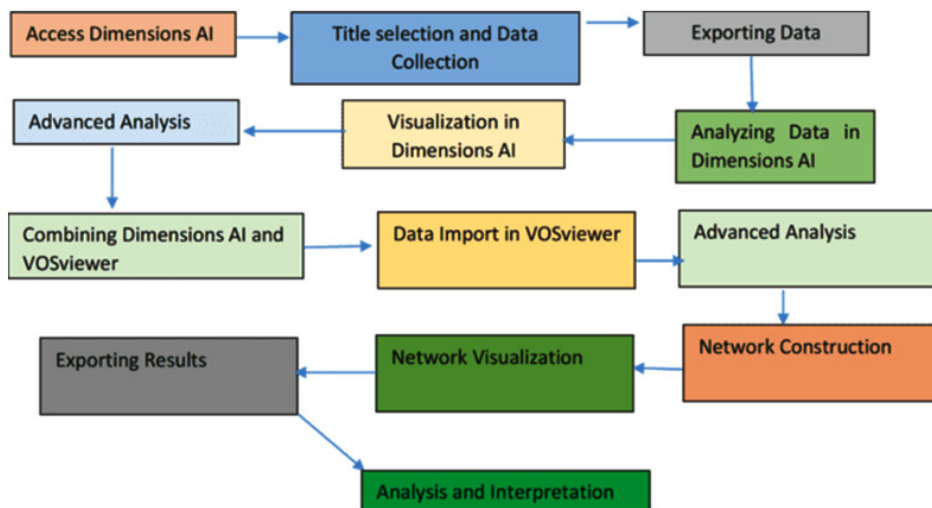 Access Dimensions AI
Title selection and Data
Collection
Exporting Data
Analyzing Data in
Dimensions AI
Visualization in
Dimensions AI
Advanced Analysis
Combining Dimensions AI and
VOSviewer
Data Import in VOSviewer
Advanced Analysis
Network Construction
Network Visualization
Exporting Results
Analysis and Interpretation